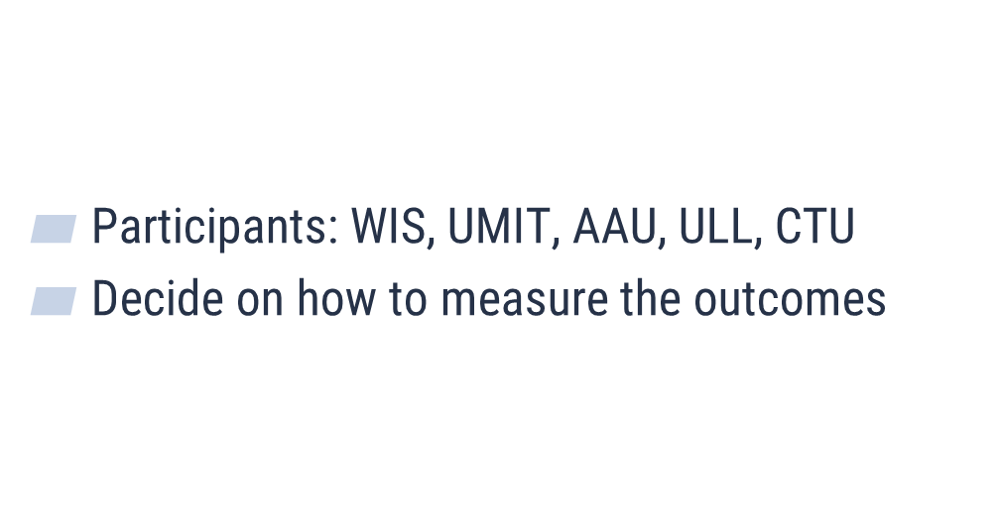 Participants: WIS, UMIT, AAU, ULL, CTU
Decide on how to measure the outcomes